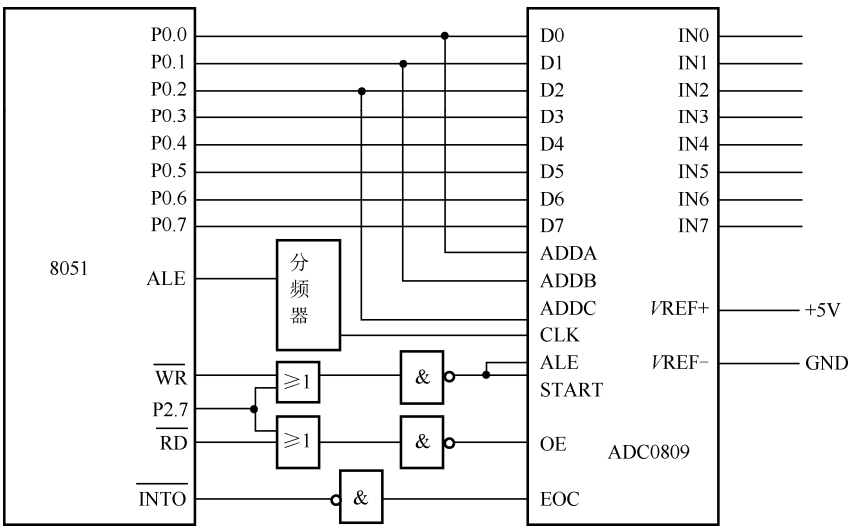 P0.0
P0.1
P0.2
P0.3
P0.4
P0.5
P0.6
P0.7
8051
ALE
WR
P2.7
RD
INTO
分
频
器
≥1
≥1
&
&
&
D0
D1
D2
D3
D4
D5
D6
D7
ADDA
ADDB
ADDC
CLK
ALE
START
OE
EOC
ADC0809
IN0
IN1
IN2
IN3
IN4
IN5
IN6
IN7
VREF+
VREF−
+5V
GND